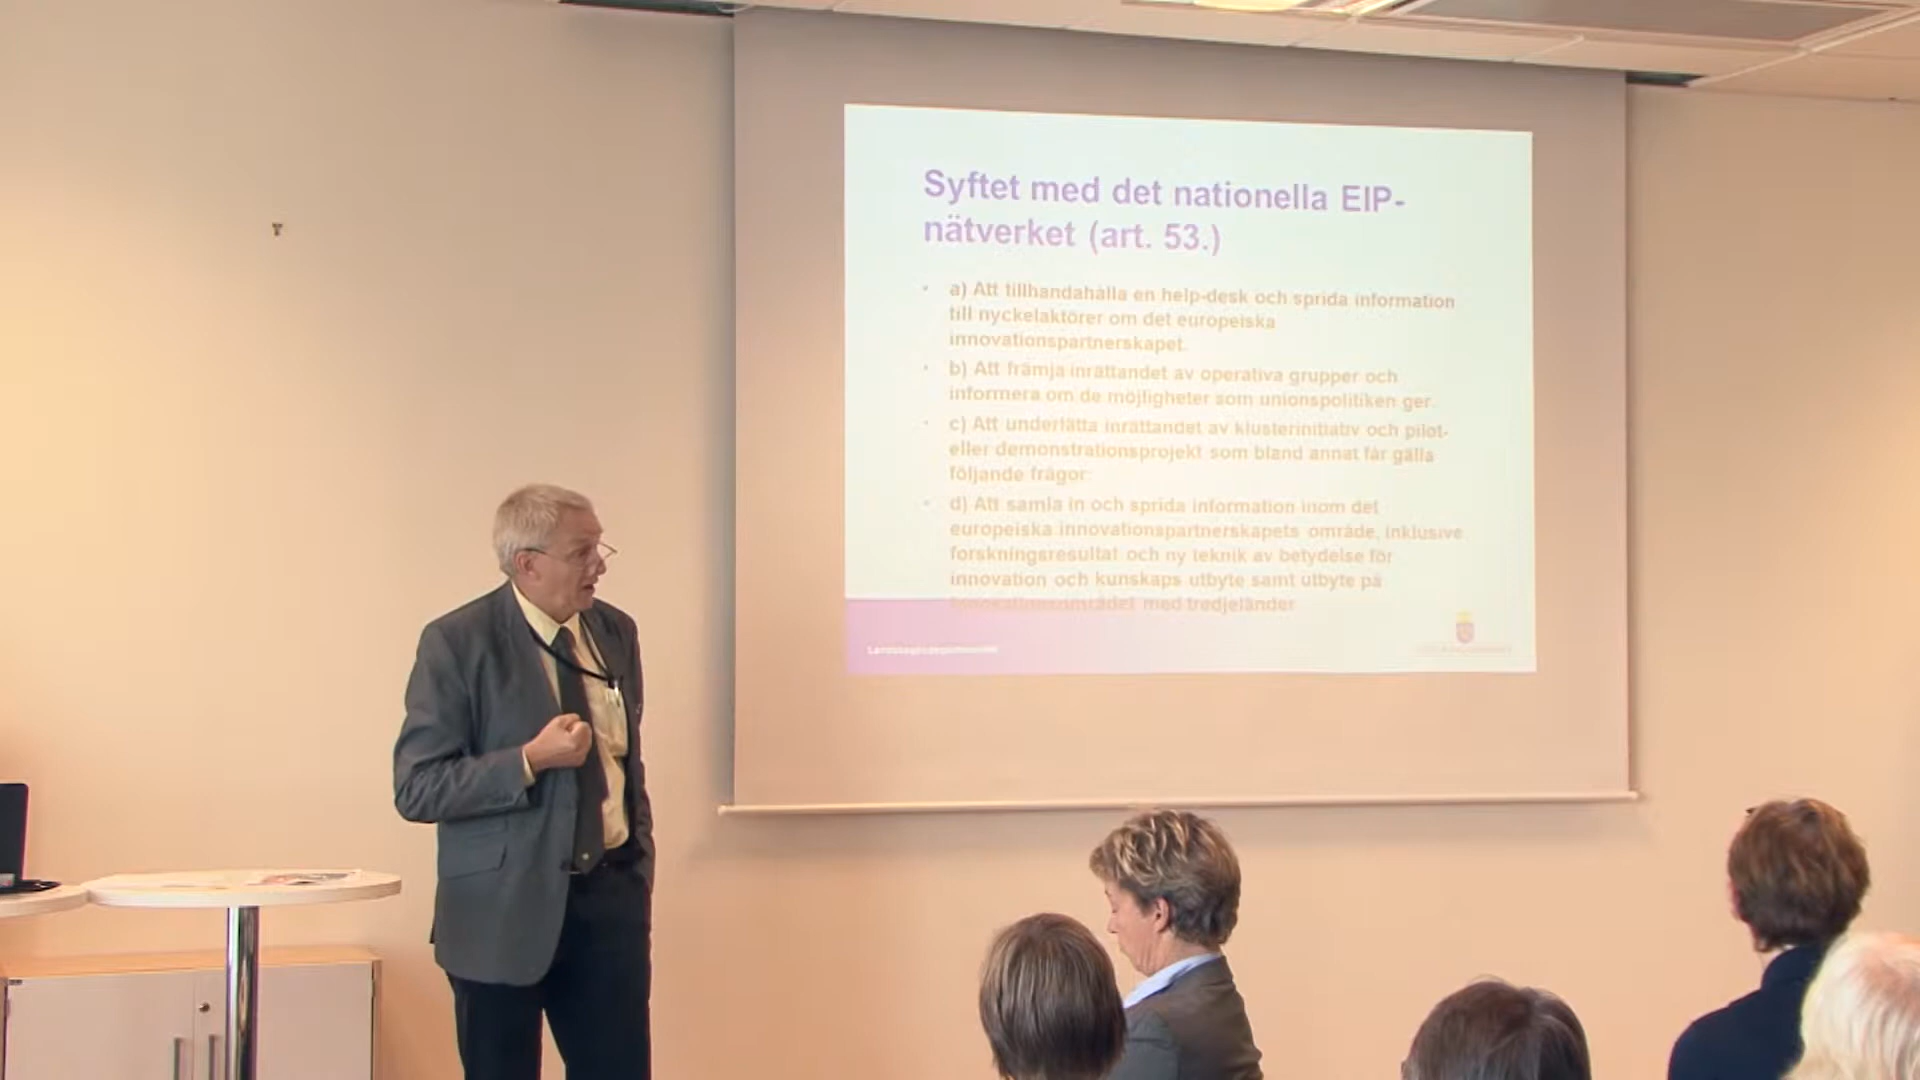 Syftet med det nationella EIP-
nätverket (art. 53.)
a) Att tillhandahålla en help-desk och sprida information
till nyckelaktörer om det europeiska
innovationspartnerskapet.
b) Att främja inrättandet av operativa grupper och
informera om de möjligheter som unionspolitiken ger.
c) Att underlätta inrättandet av klusterinitiativ och pilot-
eller demonstrationsprojekt som bland annat får gälla
följande frågor:
d) Att samla in och sprida information inom det
europeiska innovationspartnerskapets område, inklusive
forskningsresultat och ny teknik av betydelse för
innovation och kunskaps utbyte samt utbyte på
innovationsområdet med tredjeländer
Landsbygdsdepartementet